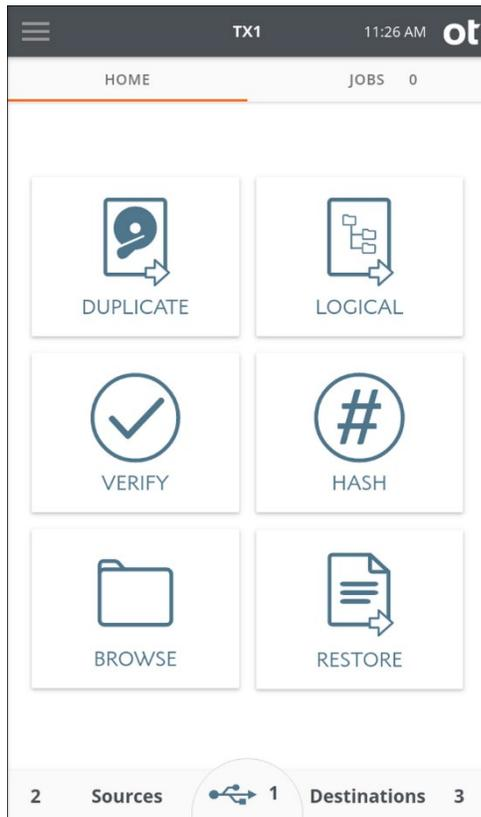 TX1 11:26 AM ot
HOME JOBS 0
DUPLICATE LOGICAL
VERIFY # HASH
BROWSE RESTORE
2 Sources 1 Destinations 3